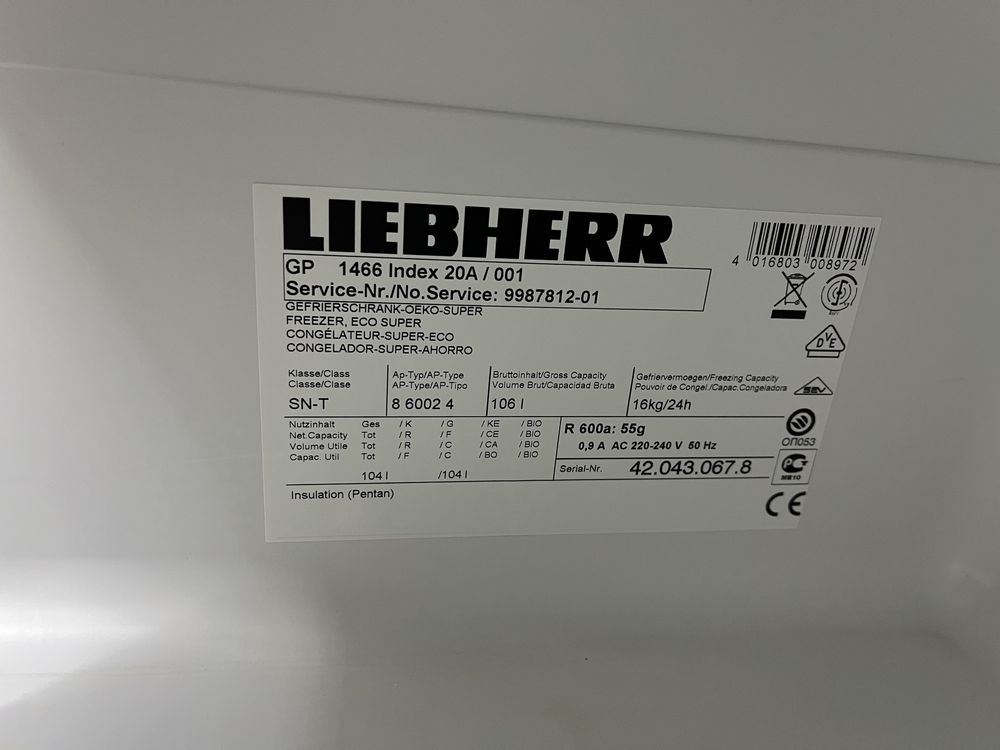 LIEBHERR
4 016803 008972
GP 1466 Index 20A / 001
Service-Nr./No.Service: 9987812-01
GEFRIERSCHRANK-OEKO-SUPER
FREEZER, ECO SUPER
CONGÉLATEUR-SUPER-ECO
CONGELADOR-SUPER-AHORRO
DVE
Klasse/Class Ap-Typ/AP-Type Bruttoinhalt/Gross Capacity Gefriervermoegen/Freezing Capacity
Classe/Clase AP-Type/AP-Tipo Volume Brut/Capacidad Bruta Pouvoir de Congel./Capac.Congeladora
SEV
SN-T 8 6002 4 106 l 16kg/24h
Nutzinhalt Ges / K / G / KE / BIO
Net.Capacity Tot / R / F / CE / BIO
Volume Utile Tot / R / C / CA / BIO
Capac. Util Tot / F / C / BO / BIO
104 l /104 l
R 600a: 55g
0,9 A AC 220-240 V 50 Hz
ОП053
Serial-Nr. 42.043.067.8
ME10
Insulation (Pentan)
CE